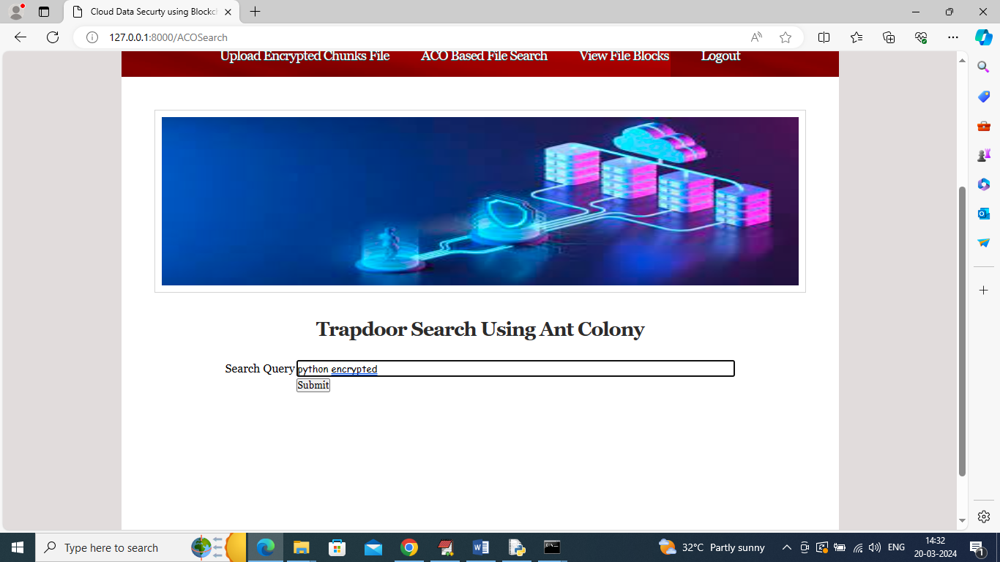 Cloud Data Securty using Blockc
127.0.0.1:8000/ACOSearch
Upload Encrypted Chunks File ACO Based File Search View File Blocks Logout
Trapdoor Search Using Ant Colony
Search Query python encrypted
Submit
Type here to search
32°C Partly sunny
ENG
14:32
20-03-2024
1